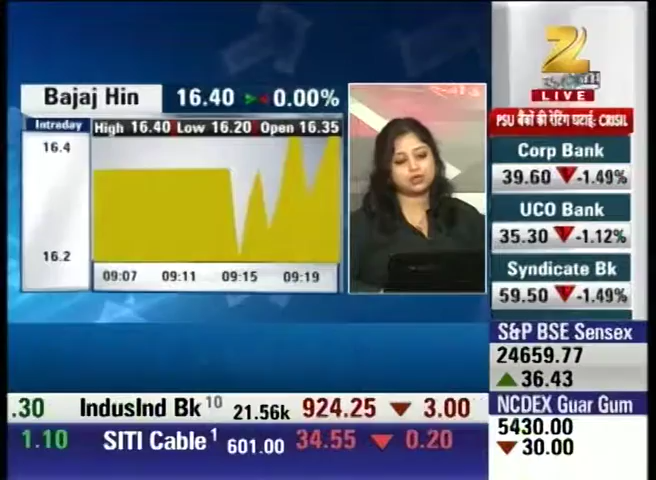 LIVE
Bajaj Hin 16.40 0.00%
Intraday High 16.40 Low 16.20 Open 16.35
16.4
16.2
09:07 09:11 09:15 09:19
PSU बैंकों की रेटिंग घटाई: CRISIL
Corp Bank
39.60 -1.49%
UCO Bank
35.30 -1.12%
Syndicate Bk
59.50 -1.49%
S&P BSE Sensex
24659.77
36.43
NCDEX Guar Gum
5430.00
30.00
.30 IndusInd Bk 10 21.56k 924.25 3.00
1.10 SITI Cable 1 601.00 34.55 0.20